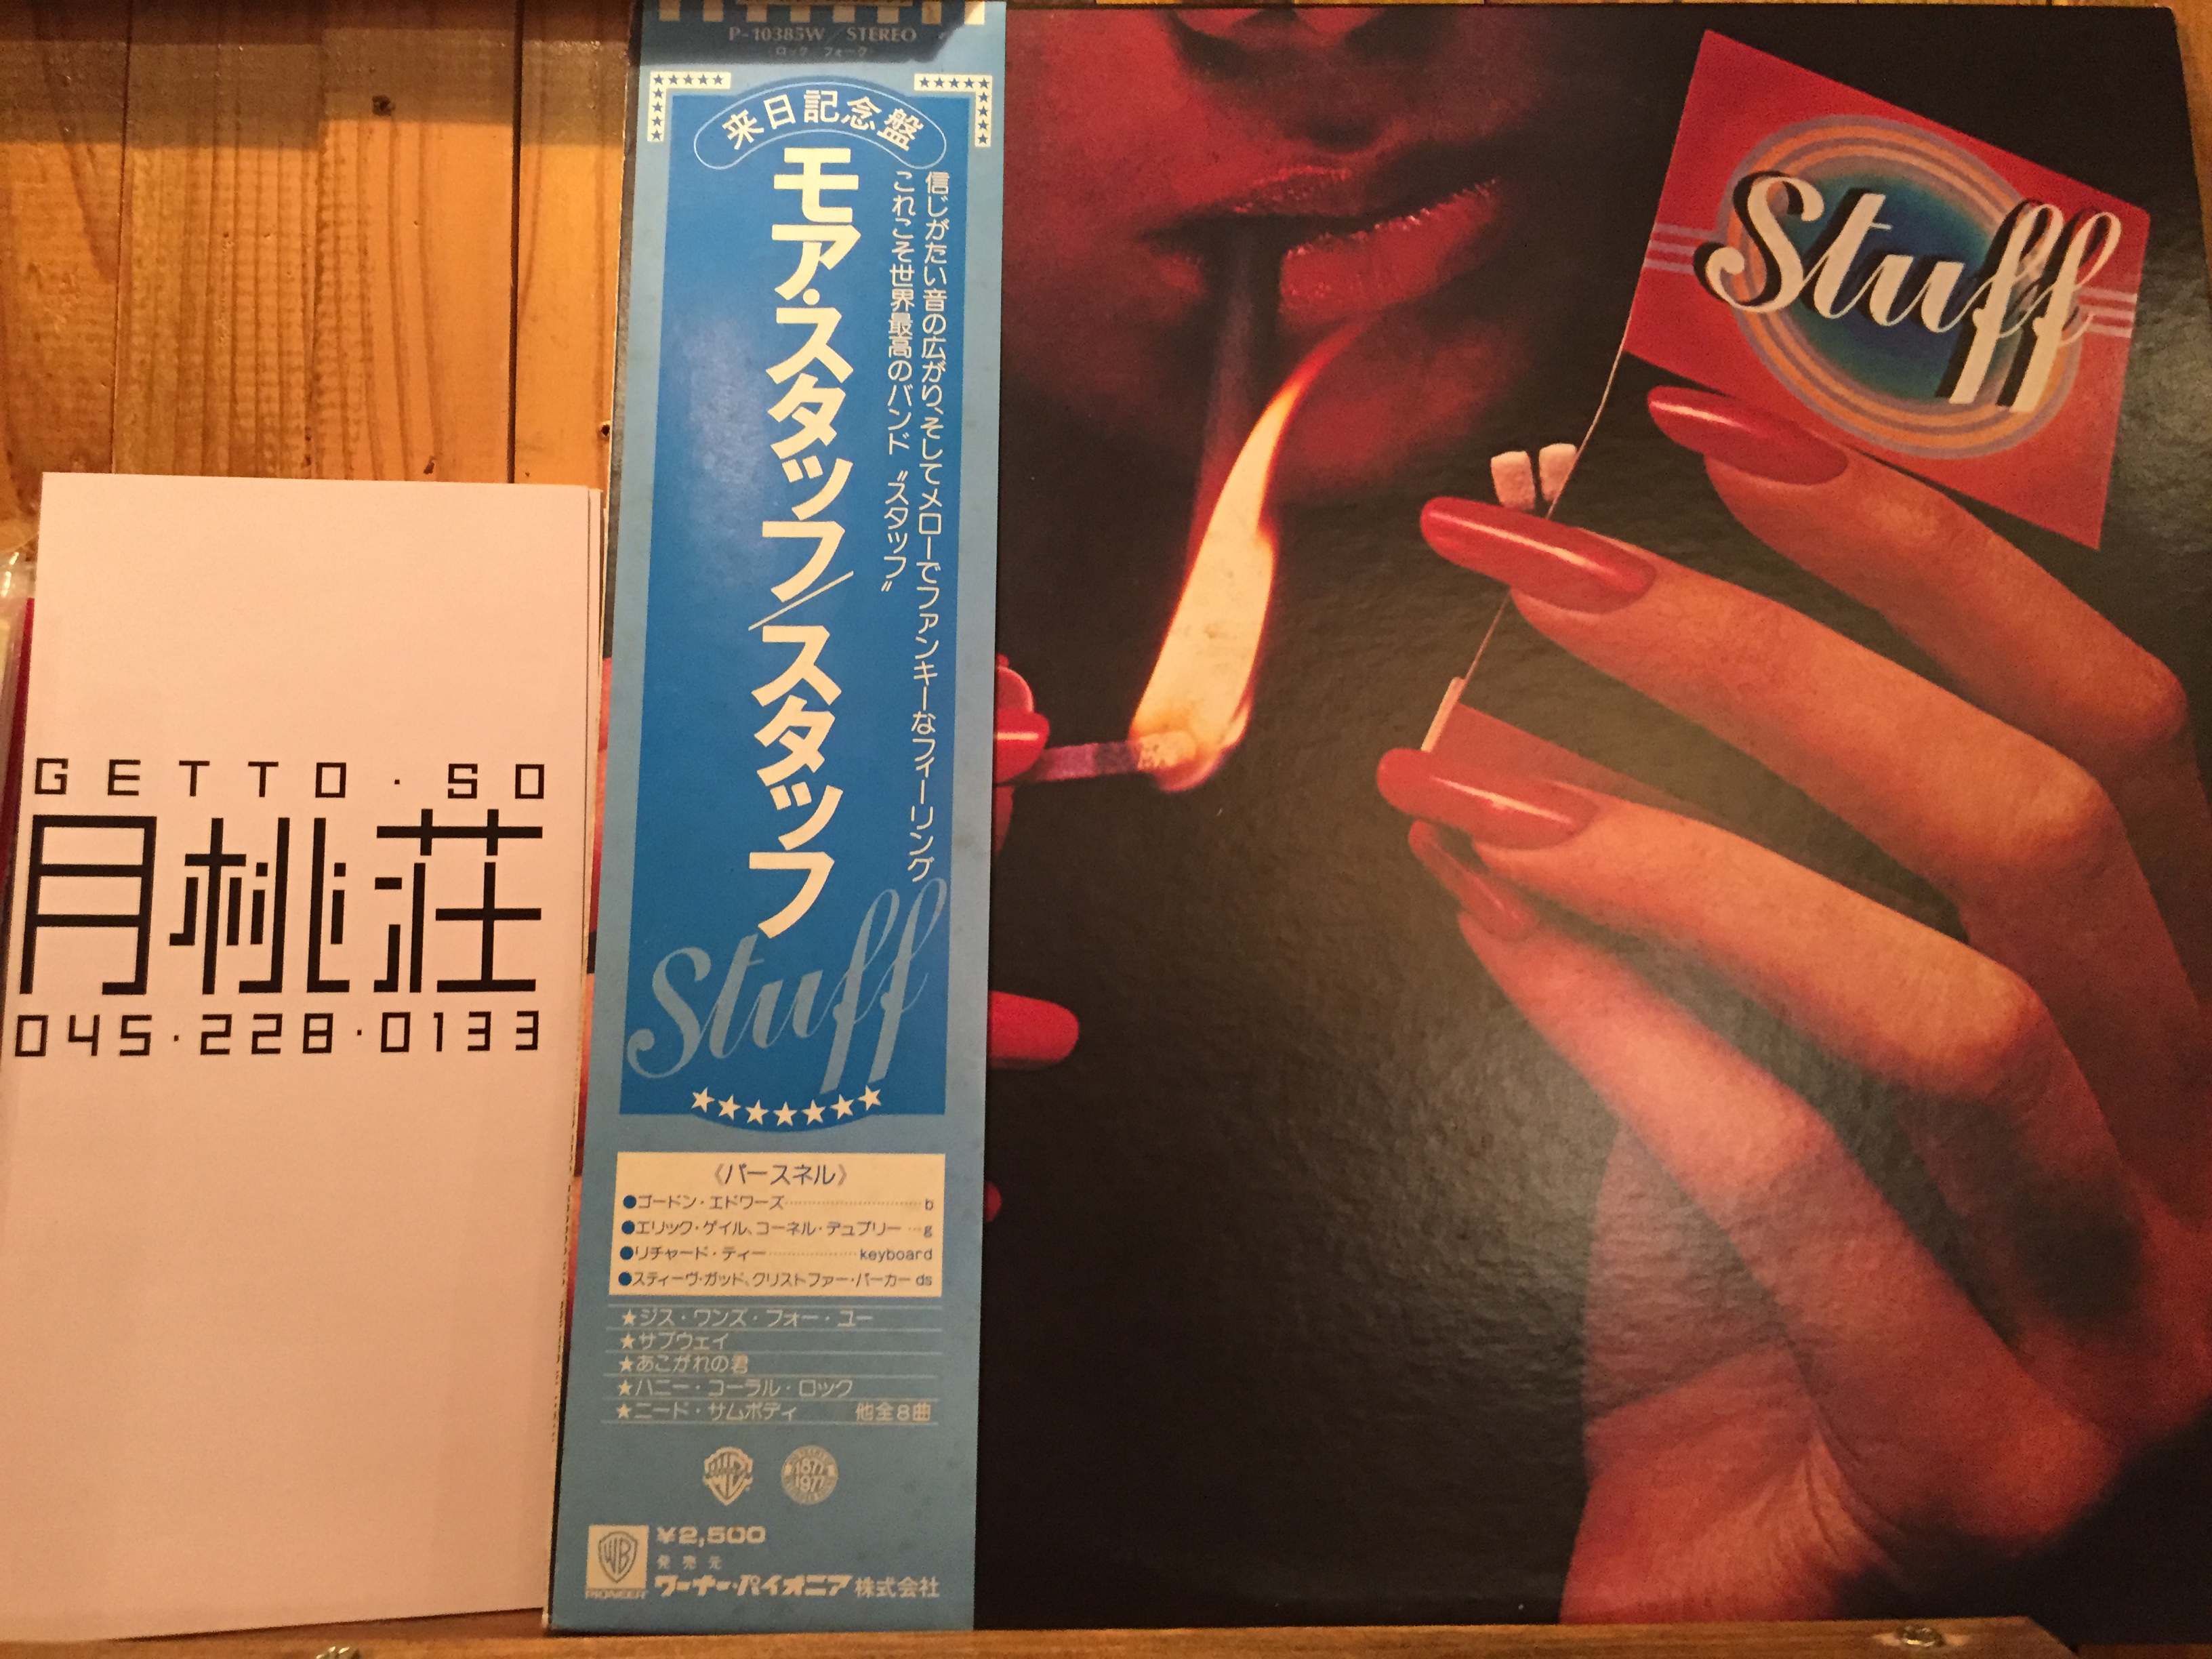 GETTO・SO
月桃荘
045・228・0133
P-10385W／STEREO
（ロック／フォーク）
来日記念盤
信じがたい音の広がり、そしてメローでファンキーなフィーリング
これこそ世界最高のバンド〝スタッフ〟
モア・スタッフ／スタッフ
Stuff
《パースネル》
●ゴードン・エドワーズ……………b
●エリック・ゲイル、コーネル・デュプリー…g
●リチャード・ティー……………keyboard
●スティーヴ・ガッド、クリストファー・パーカー ds
★ジス・ワンズ・フォー・ユー
★サブウェイ
★あこがれの君
★ハニー・コーラル・ロック
★ニード・サムボディ 他全8曲
1877
1977
￥2,500
発売元
ワーナー・パイオニア株式会社
WB
PIONEER
Stuff